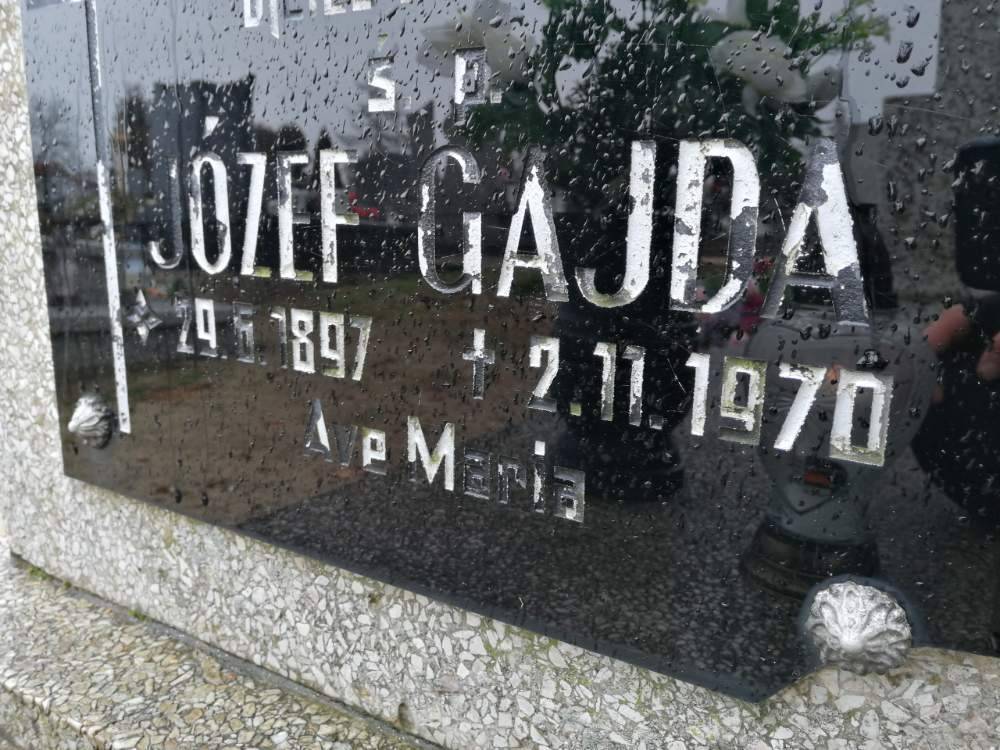 Ś. P.
JÓZEF GAJDA
29.6.1897 † 2.11.1970
Ave Maria